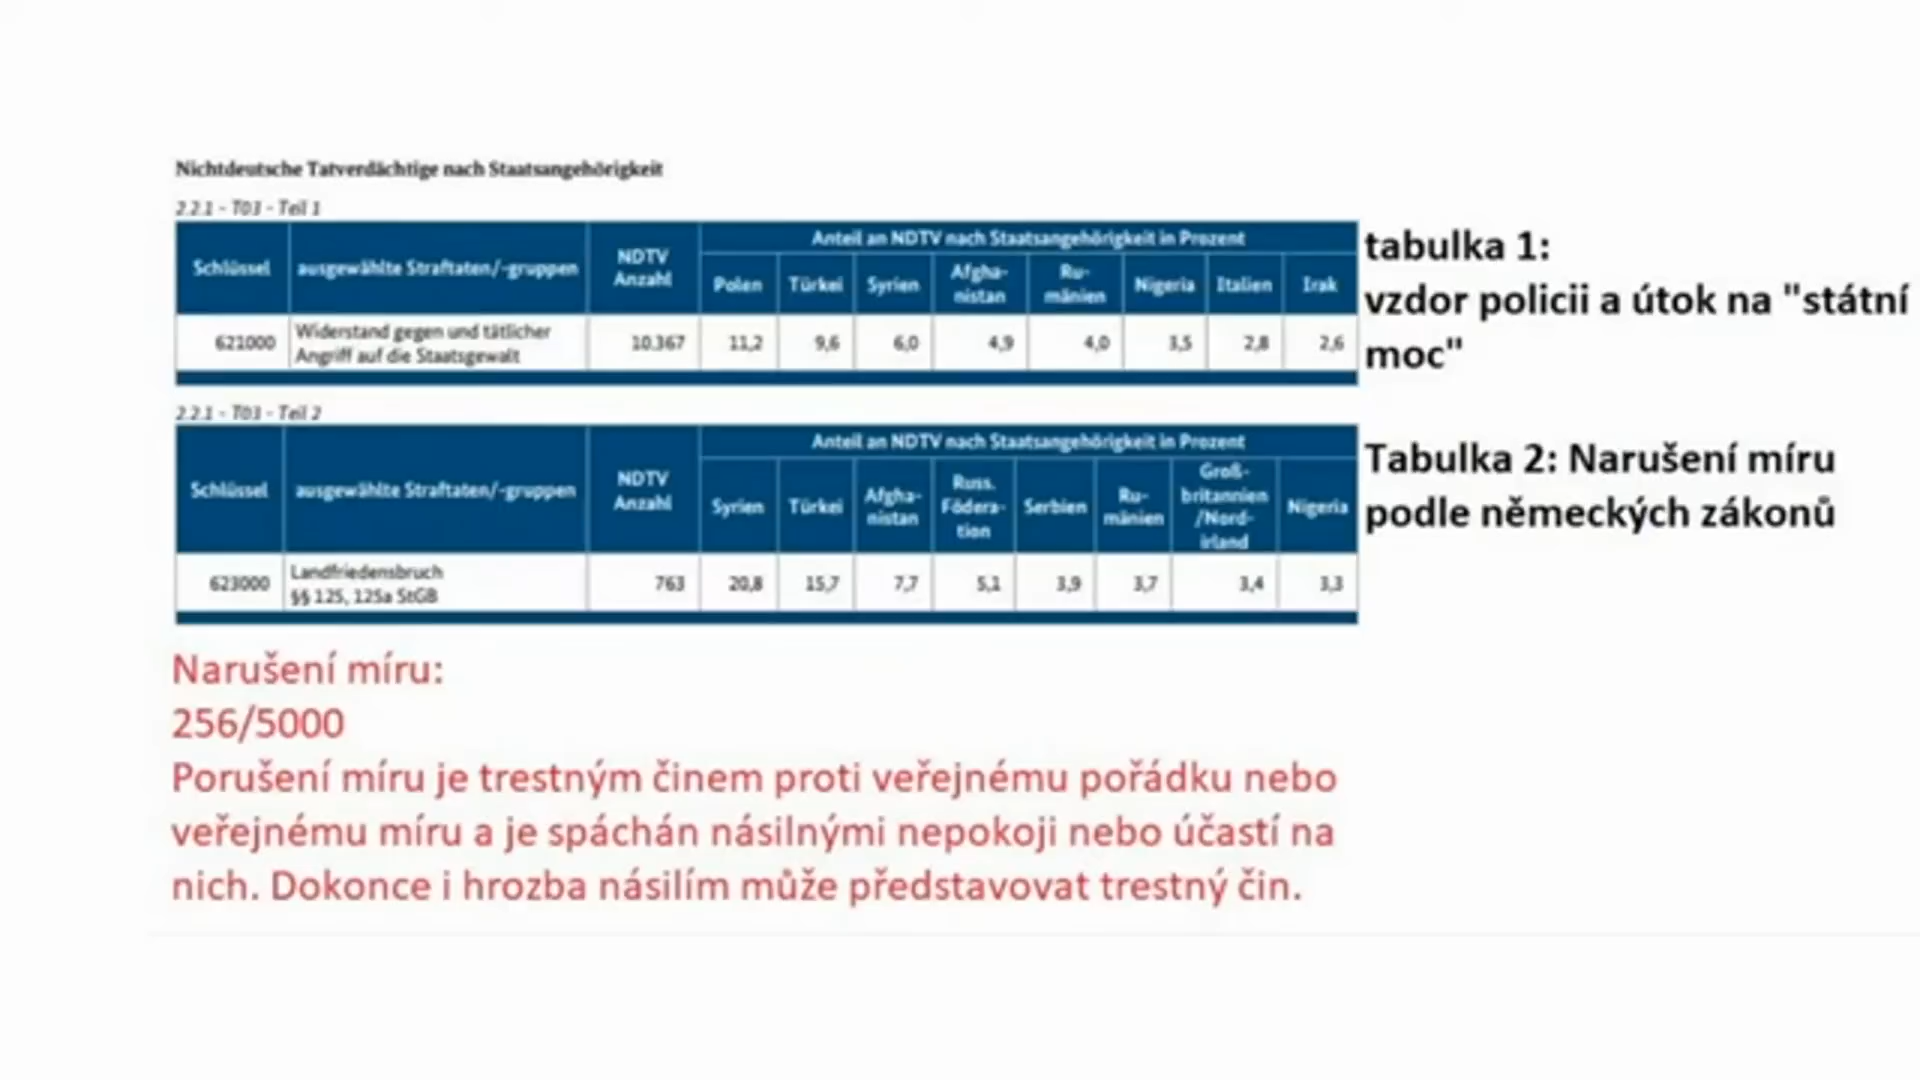 Nichtdeutsche Tatverdächtige nach Staatsangehörigkeit
2.2.1 - T03 - Teil 1
Schlüssel ausgewählte Straftaten/-gruppen NDTV Anzahl Anteil an NDTV nach Staatsangehörigkeit in Prozent
Polen Türkei Syrien Afgha-nistan Ru-mänien Nigeria Italien Irak
621000 Widerstand gegen und tätlicher Angriff auf die Staatsgewalt 10.367 11,2 9,6 6,0 4,9 4,0 3,5 2,8 2,6
tabulka 1:
vzdor policii a útok na "státní
moc"
2.2.1 - T03 - Teil 2
Schlüssel ausgewählte Straftaten/-gruppen NDTV Anzahl Anteil an NDTV nach Staatsangehörigkeit in Prozent
Syrien Türkei Afgha-nistan Russ. Födera-tion Serbien Ru-mänien Groß-britannien /Nord-irland Nigeria
623000 Landfriedensbruch §§ 125, 125a StGB 763 20,8 15,7 7,7 5,1 3,9 3,7 3,4 3,3
Tabulka 2: Narušení míru
podle německých zákonů
Narušení míru:
256/5000
Porušení míru je trestným činem proti veřejnému pořádku nebo
veřejnému míru a je spáchán násilnými nepokoji nebo účastí na
nich. Dokonce i hrozba násilím může představovat trestný čin.